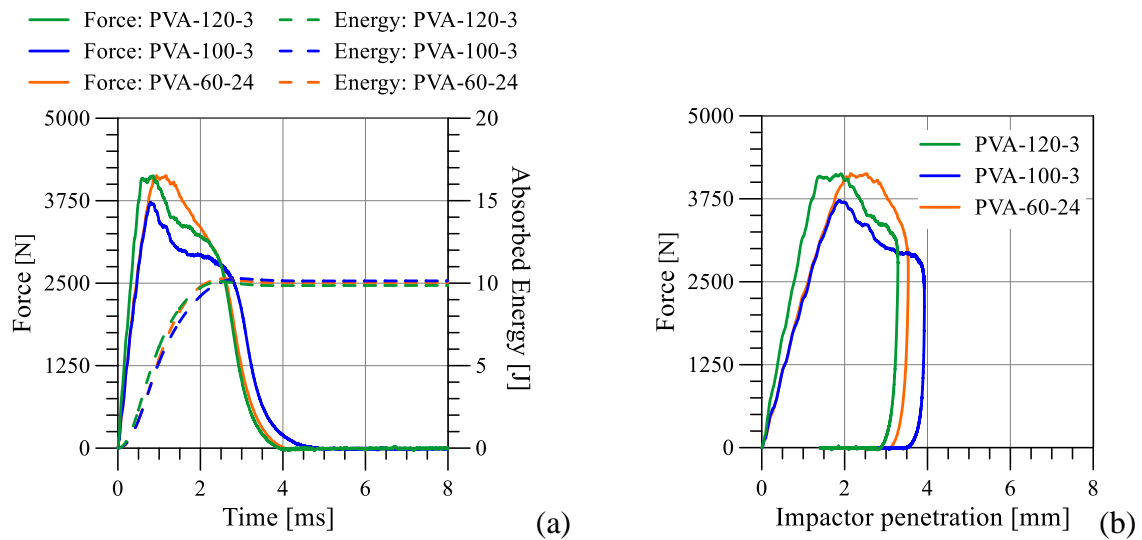 Force: PVA-120-3 Energy: PVA-120-3
Force: PVA-100-3 Energy: PVA-100-3
Force: PVA-60-24 Energy: PVA-60-24
5000
3750
2500
1250
0
Force [N]
20
15
10
5
0
Absorbed Energy [J]
0 2 4 6 8
Time [ms]
(a)
PVA-120-3
PVA-100-3
PVA-60-24
5000
3750
2500
1250
0
Force [N]
0 2 4 6 8
Impactor penetration [mm]
(b)